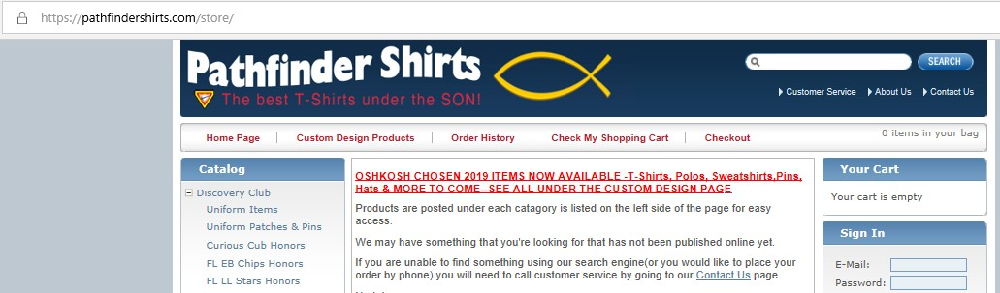 https://pathfindershirts.com/store/
Pathfinder Shirts
The best T-Shirts under the SON!
SEARCH
Customer Service
About Us
Contact Us
Home Page
Custom Design Products
Order History
Check My Shopping Cart
Checkout
0 items in your bag
Catalog
Discovery Club
Uniform Items
Uniform Patches & Pins
Curious Cub Honors
FL EB Chips Honors
FL LL Stars Honors
OSHKOSH CHOSEN 2019 ITEMS NOW AVAILABLE -T-Shirts, Polos, Sweatshirts,Pins,
Hats & MORE TO COME--SEE ALL UNDER THE CUSTOM DESIGN PAGE
Products are posted under each catagory is listed on the left side of the page for easy
access.
We may have something that you're looking for that has not been published online yet.
If you are unable to find something using our search engine(or you would like to place your
order by phone) you will need to call customer service by going to our Contact Us page.
Your Cart
Your cart is empty
Sign In
E-Mail:
Password: